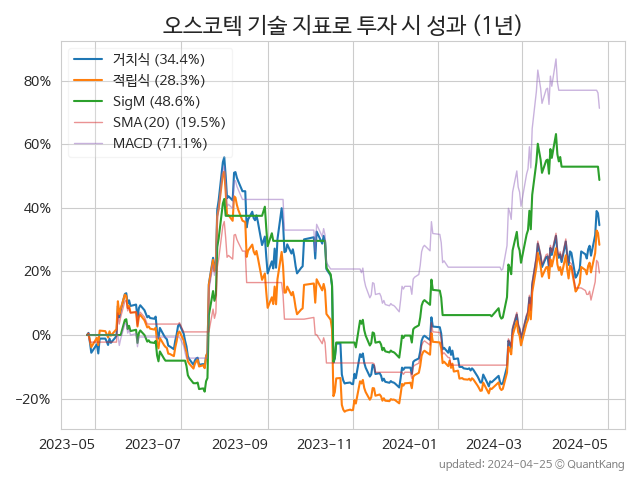 오스코텍 기술 지표로 투자 시 성과 (1년)
거치식 (34.4%)
적립식 (28.3%)
SigM (48.6%)
SMA(20) (19.5%)
MACD (71.1%)
80%
60%
40%
20%
0%
−20%
2023-05 2023-07 2023-09 2023-11 2024-01 2024-03 2024-05
updated: 2024-04-25 © QuantKang